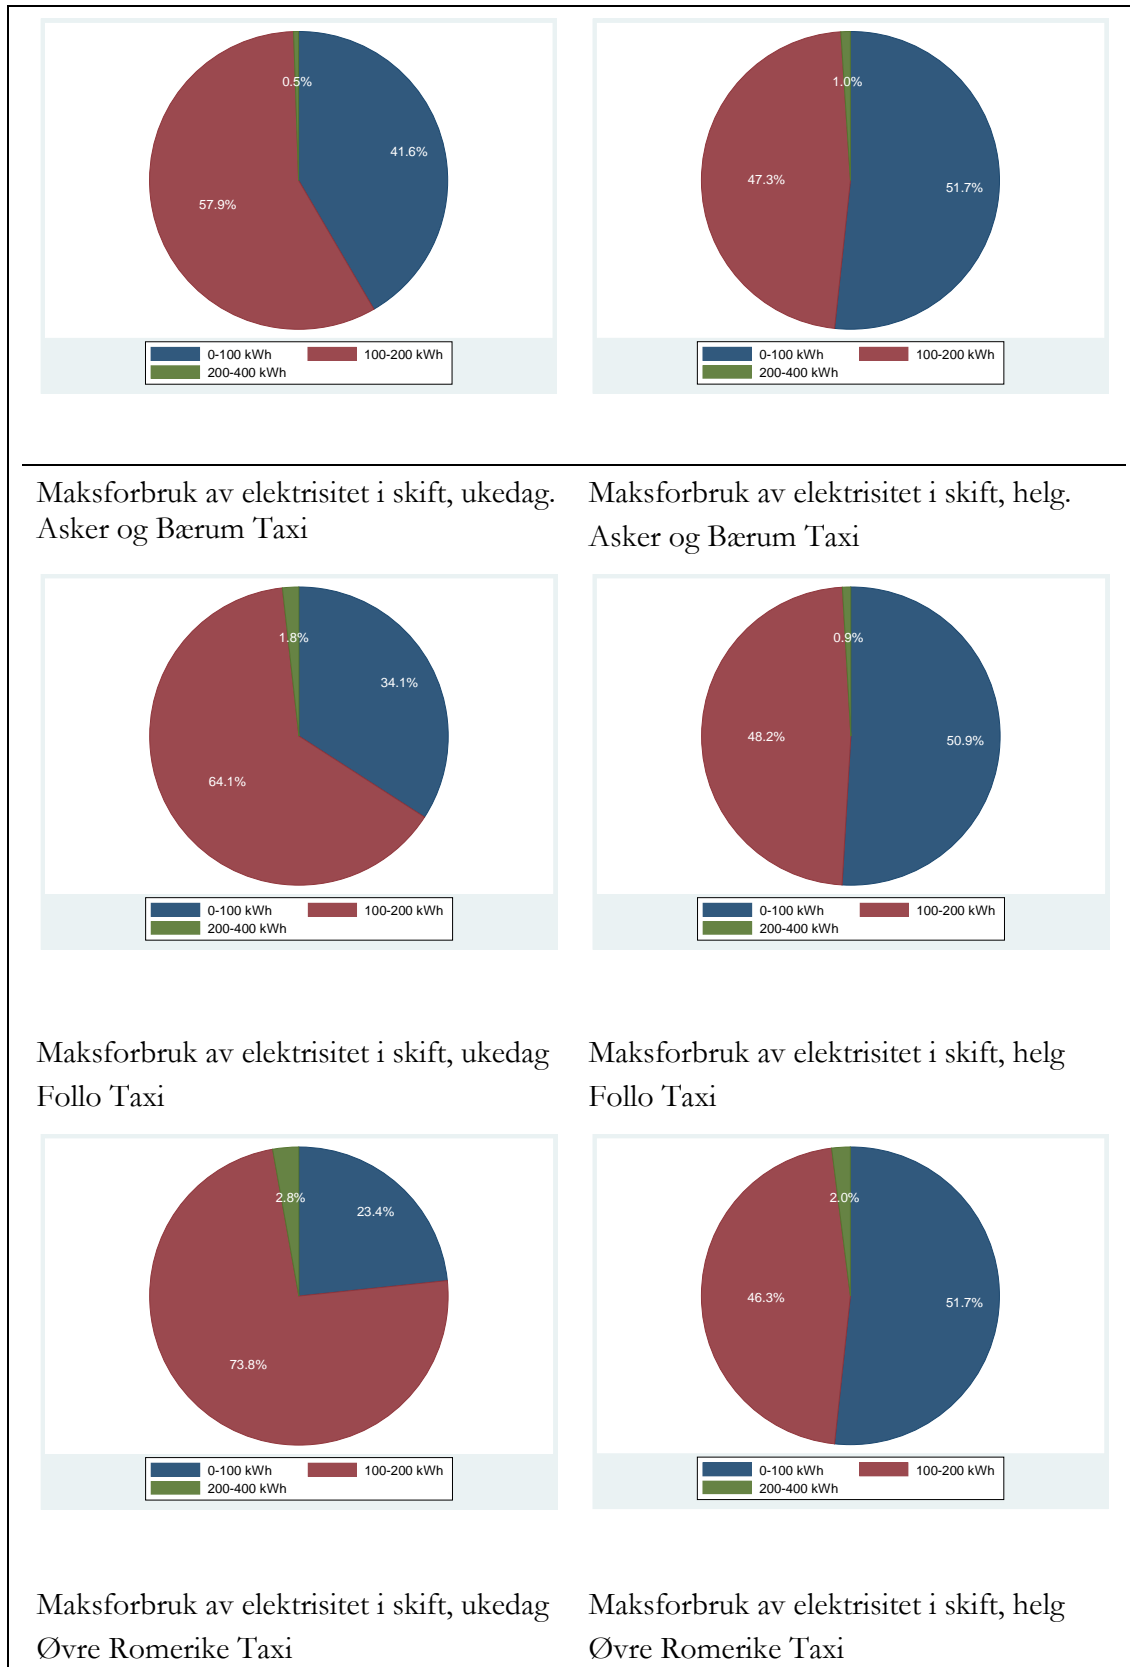 0.5%
41.6%
57.9%
0-100 kWh 100-200 kWh
200-400 kWh
1.0%
47.3%
51.7%
0-100 kWh 100-200 kWh
200-400 kWh
Maksforbruk av elektrisitet i skift, ukedag.
Asker og Bærum Taxi
Maksforbruk av elektrisitet i skift, helg.
Asker og Bærum Taxi
1.8%
34.1%
64.1%
0-100 kWh 100-200 kWh
200-400 kWh
0.9%
48.2%
50.9%
0-100 kWh 100-200 kWh
200-400 kWh
Maksforbruk av elektrisitet i skift, ukedag
Follo Taxi
Maksforbruk av elektrisitet i skift, helg
Follo Taxi
2.8%
23.4%
73.8%
0-100 kWh 100-200 kWh
200-400 kWh
2.0%
46.3%
51.7%
0-100 kWh 100-200 kWh
200-400 kWh
Maksforbruk av elektrisitet i skift, ukedag
Øvre Romerike Taxi
Maksforbruk av elektrisitet i skift, helg
Øvre Romerike Taxi